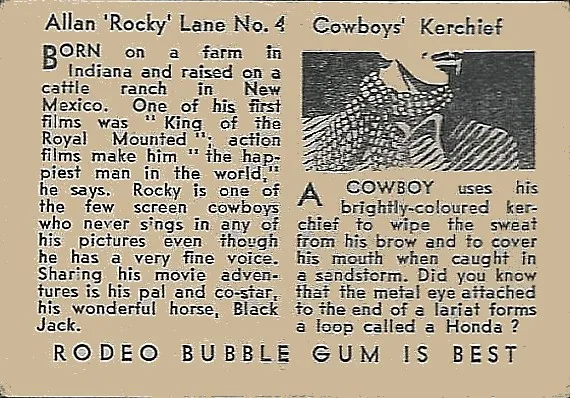 Allan 'Rocky' Lane No. 4
BORN on a farm in
Indiana and raised on a
cattle ranch in New
Mexico. One of his first
films was " King of the
Royal Mounted "; action
films make him " the hap-
piest man in the world,"
he says. Rocky is one of
the few screen cowboys
who never sings in any of
his pictures even though
he has a very fine voice.
Sharing his movie adven-
tures is his pal and co-star,
his wonderful horse, Black
Jack.
Cowboys' Kerchief
A COWBOY uses his
brightly-coloured ker-
chief to wipe the sweat
from his brow and to cover
his mouth when caught in
a sandstorm. Did you know
that the metal eye attached
to the end of a lariat forms
a loop called a Honda ?
RODEO BUBBLE GUM IS BEST